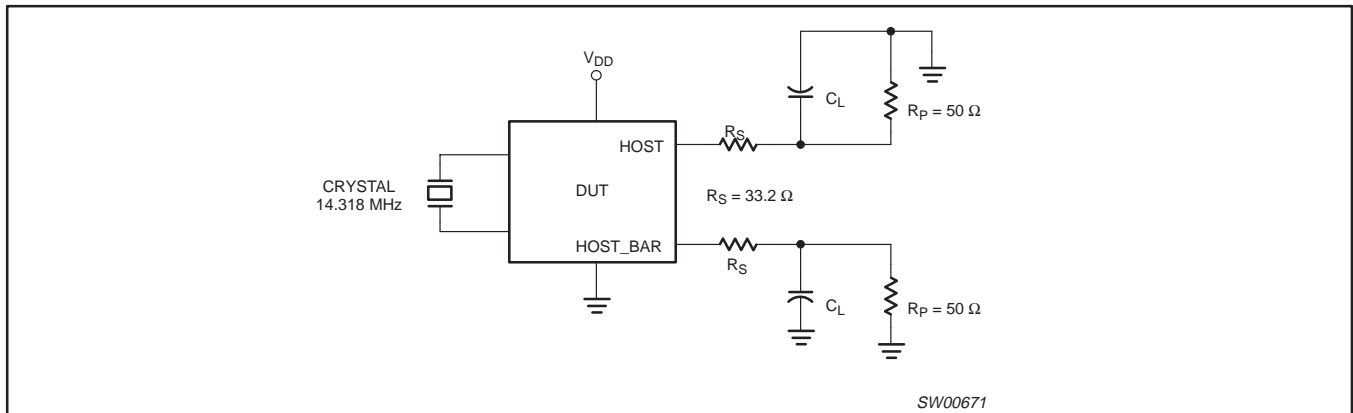 VDD
CL
RP = 50 Ω
RS
HOST
CRYSTAL
14.318 MHz
DUT
RS = 33.2 Ω
HOST_BAR
RS
CL
RP = 50 Ω
SW00671